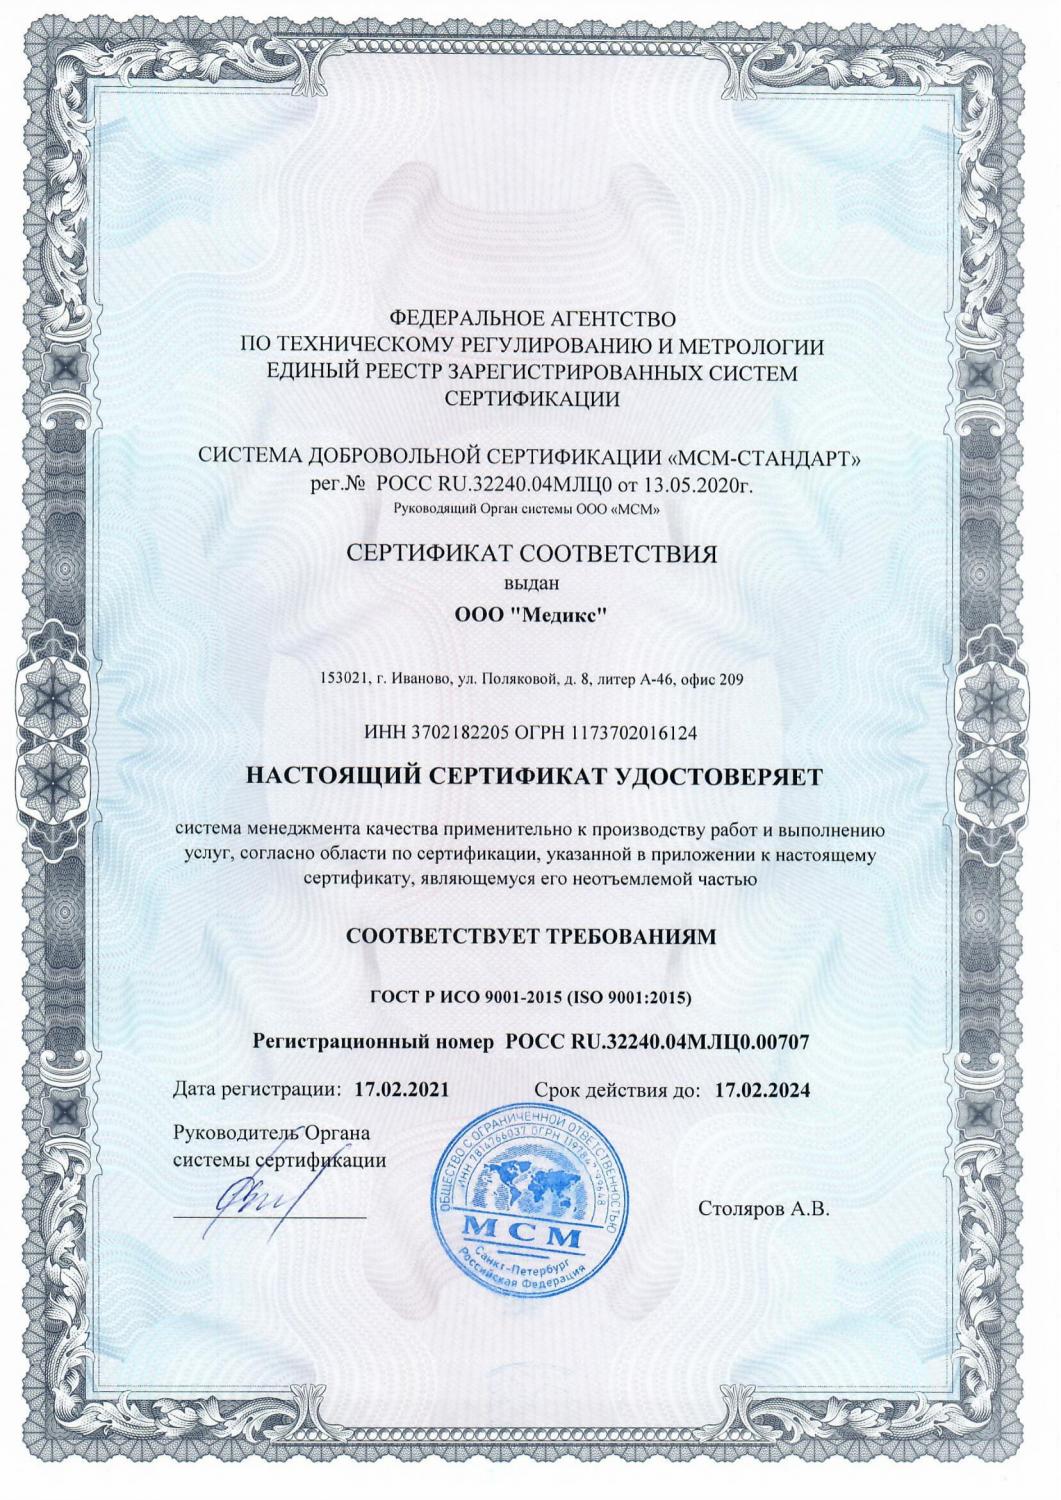 ФЕДЕРАЛЬНОЕ АГЕНТСТВО
ПО ТЕХНИЧЕСКОМУ РЕГУЛИРОВАНИЮ И МЕТРОЛОГИИ
ЕДИНЫЙ РЕЕСТР ЗАРЕГИСТРИРОВАННЫХ СИСТЕМ
СЕРТИФИКАЦИИ
СИСТЕМА ДОБРОВОЛЬНОЙ СЕРТИФИКАЦИИ «МСМ-СТАНДАРТ»
рег.№ РОСС RU.32240.04МЛЦ0 от 13.05.2020г.
Руководящий Орган системы ООО «МСМ»
СЕРТИФИКАТ СООТВЕТСТВИЯ
выдан
ООО "Медикс"
153021, г. Иваново, ул. Поляковой, д. 8, литер А-46, офис 209
ИНН 3702182205 ОГРН 1173702016124
НАСТОЯЩИЙ СЕРТИФИКАТ УДОСТОВЕРЯЕТ
система менеджмента качества применительно к производству работ и выполнению
услуг, согласно области по сертификации, указанной в приложении к настоящему
сертификату, являющемуся его неотъемлемой частью
СООТВЕТСТВУЕТ ТРЕБОВАНИЯМ
ГОСТ Р ИСО 9001-2015 (ISO 9001:2015)
Регистрационный номер РОСС RU.32240.04МЛЦ0.00707
Дата регистрации: 17.02.2021 Срок действия до: 17.02.2024
Руководитель Органа
системы сертификации
Столяров А.В.
ОБЩЕСТВО С ОГРАНИЧЕННОЙ ОТВЕТСТВЕННОСТЬЮ
ИНН 7814766037 ОГРН
МСМ
Санкт-Петербург
Российская Федерация